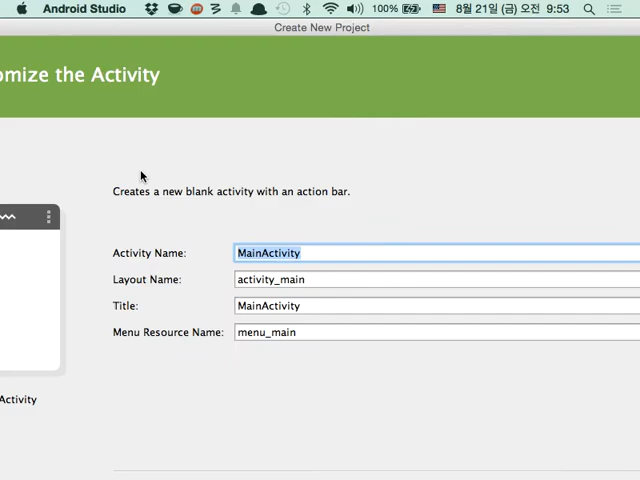 Android Studio 100% 8월 21일 (금) 오전 9:53
Create New Project
omize the Activity
Creates a new blank activity with an action bar.
Activity Name: MainActivity
Layout Name: activity_main
Title: MainActivity
Menu Resource Name: menu_main
Activity